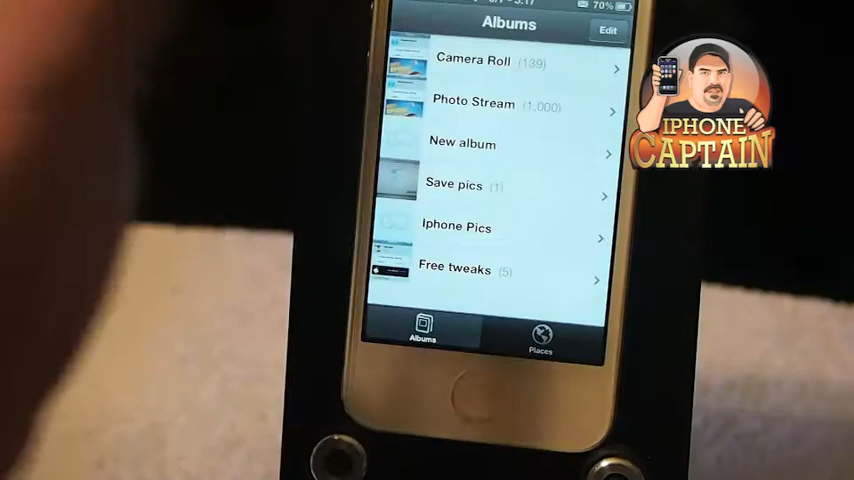 70%
Albums
Edit
Camera Roll (139)
Photo Stream (1,000)
New album
Save pics (1)
Iphone Pics
Free tweaks (5)
Albums
Places
IPHONE
CAPTAIN